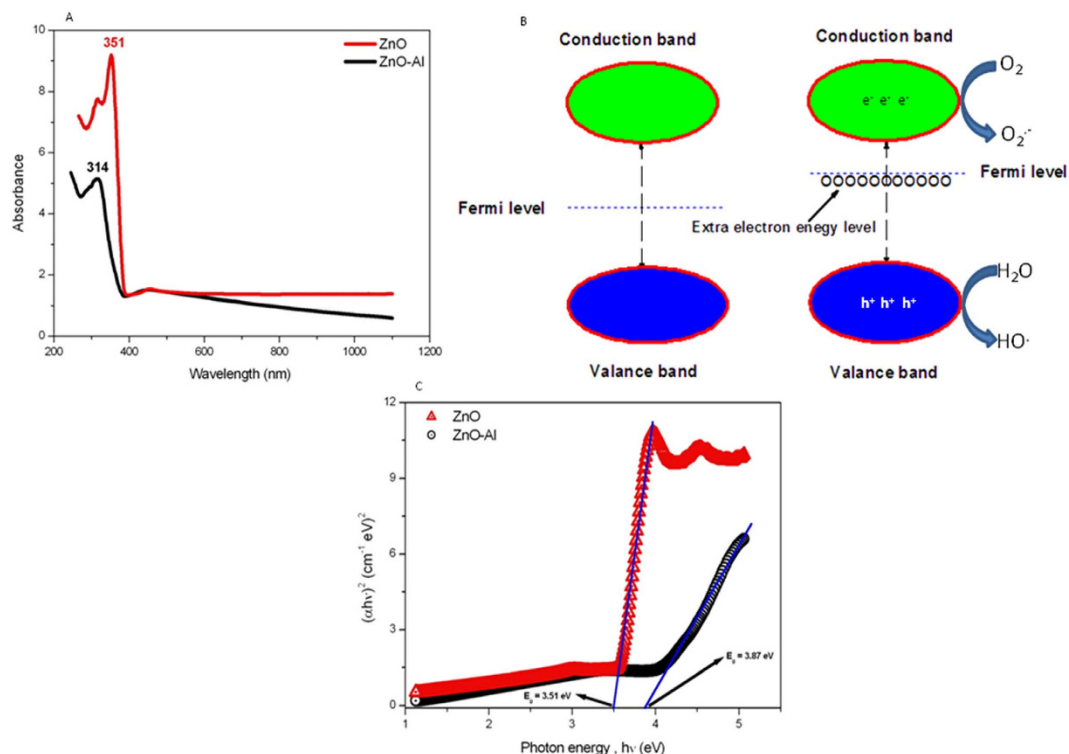 A
351
314
ZnO
ZnO-Al
Absorbance
10
8
6
4
2
0
200
400
600
800
1000
1200
Wavelength (nm)
B
Conduction band
Fermi level
Valance band
Conduction band
e⁻ e⁻ e⁻
O₂
O₂·⁻
Fermi level
OOOOOOOOOOO
Extra electron enegy level
h⁺ h⁺ h⁺
H₂O
HO·
Valance band
C
ZnO
ZnO-Al
(αhν)² (cm⁻¹ eV)²
12
9
6
3
0
E₉ = 3.51 eV
E₉ = 3.87 eV
1
2
3
4
5
Photon energy , hν (eV)